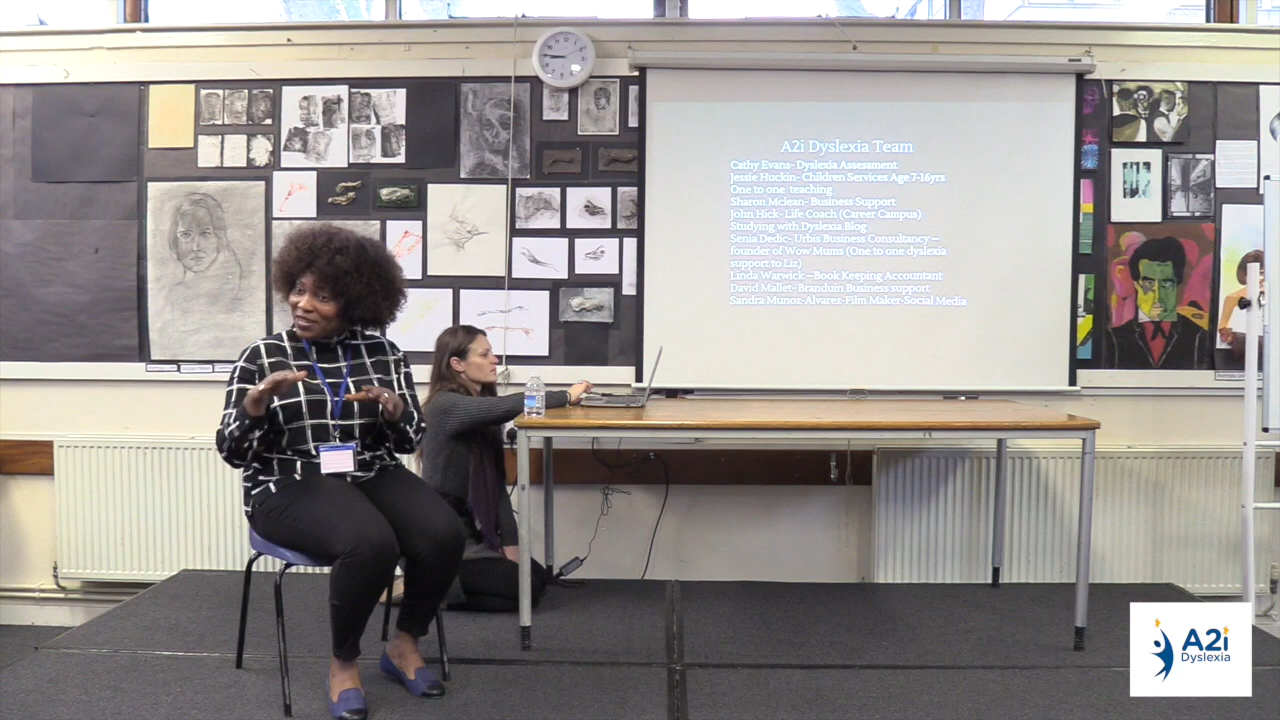 A2i Dyslexia Team
Cathy Evans- Dyslexia Assessment
Jessie Huckin- Children Services Age 7-16yrs
One to one teaching
Sharon Mclean- Business Support
John Hick- Life Coach (Career Campus)
Studying with Dyslexia Blog
Senia Dedic- Urbis Business Consultancy –
founder of Wow Mums (One to one dyslexia
support to Liz)
Linda Warwick – Book Keeping Accountant
David Mallet- Branduin Business support
Sandra Munoz-Alvarez-Film Maker-Social Media
A2i
Dyslexia